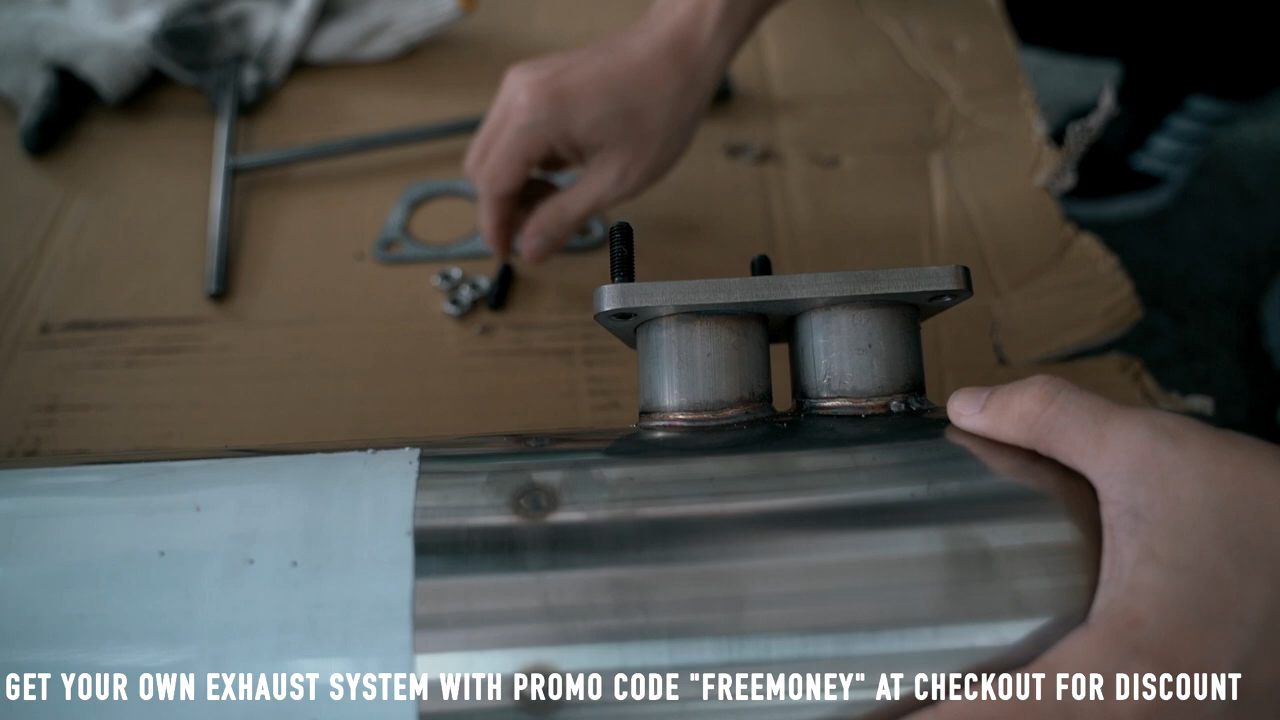 GET YOUR OWN EXHAUST SYSTEM WITH PROMO CODE "FREEMONEY" AT CHECKOUT FOR DISCOUNT